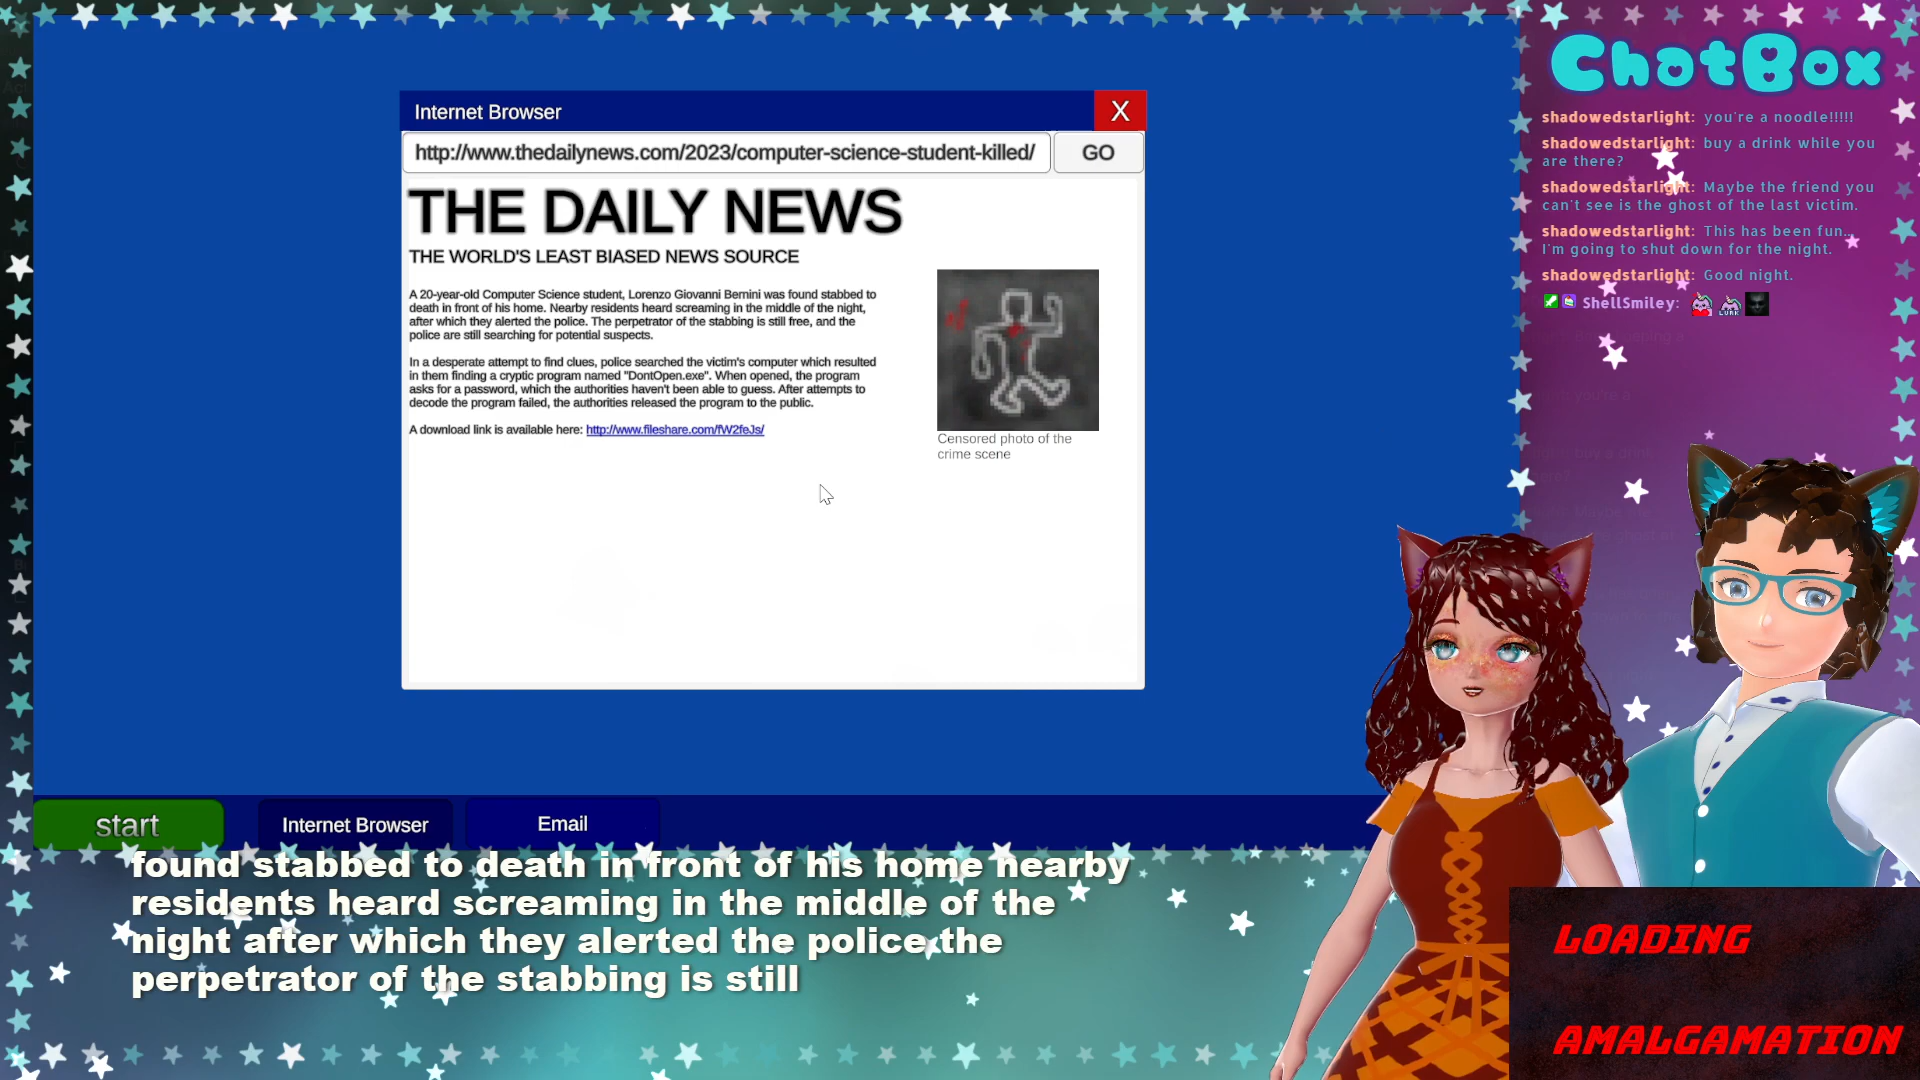 Internet Browser
X
http://www.thedailynews.com/2023/computer-science-student-killed/
GO
THE DAILY NEWS
THE WORLD'S LEAST BIASED NEWS SOURCE
A 20-year-old Computer Science student, Lorenzo Giovanni Bernini was found stabbed to
death in front of his home. Nearby residents heard screaming in the middle of the night,
after which they alerted the police. The perpetrator of the stabbing is still free, and the
police are still searching for potential suspects.
In a desperate attempt to find clues, police searched the victim's computer which resulted
in them finding a cryptic program named "DontOpen.exe". When opened, the program
asks for a password, which the authorities haven't been able to guess. After attempts to
decode the program failed, the authorities released the program to the public.
A download link is available here: http://www.fileshare.com/fW2feJs/
Censored photo of the
crime scene
start
Internet Browser
Email
found stabbed to death in front of his home nearby
residents heard screaming in the middle of the
night after which they alerted the police the
perpetrator of the stabbing is still
ChatBox
shadowedstarlight: you're a noodle!!!!!
shadowedstarlight: buy a drink while you
are there?
shadowedstarlight: Maybe the friend you
can't see is the ghost of the last victim.
shadowedstarlight: This has been fun..
I'm going to shut down for the night.
shadowedstarlight: Good night.
ShellSmiley:
LURK
LOADING
AMALGAMATION